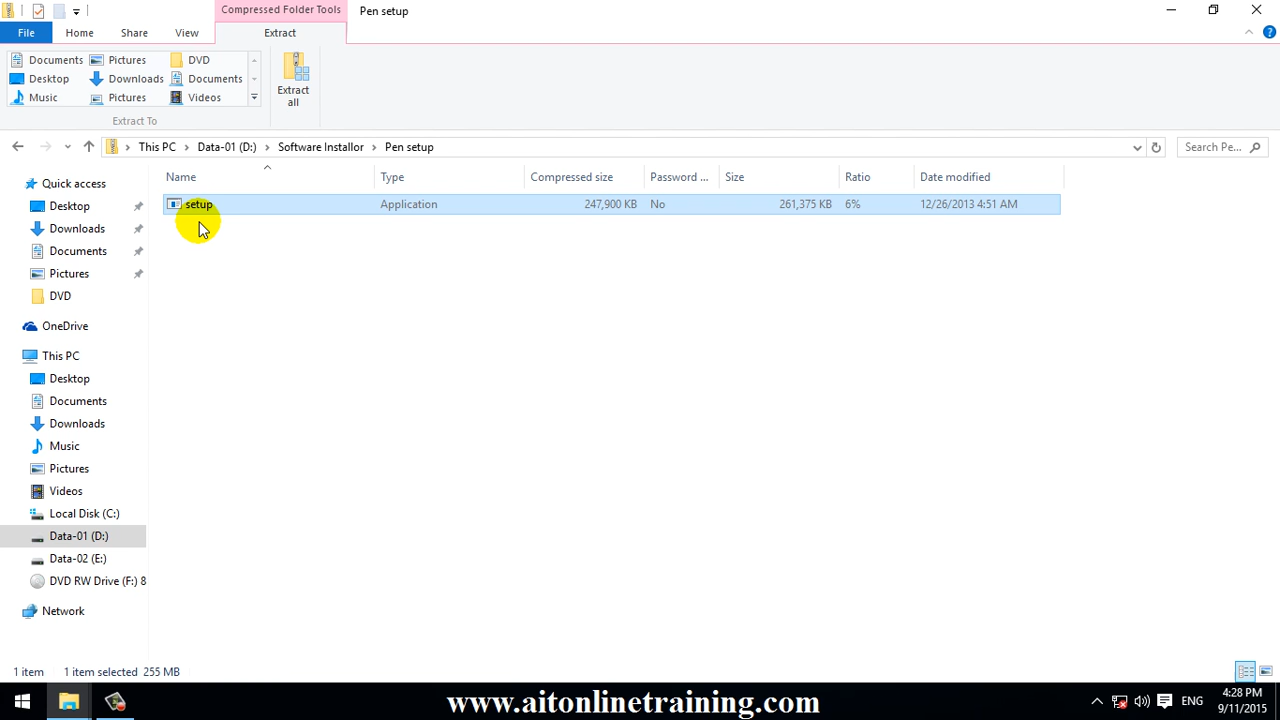 Compressed Folder Tools
Pen setup
File
Home
Share
View
Extract
Documents
Pictures
DVD
Desktop
Downloads
Documents
Music
Pictures
Videos
Extract To
Extract
all
This PC
Data-01 (D:)
Software Installor
Pen setup
Search Pe...
Name
Type
Compressed size
Password ...
Size
Ratio
Date modified
setup
Application
247,900 KB
No
261,375 KB
6%
12/26/2013 4:51 AM
Quick access
Desktop
Downloads
Documents
Pictures
DVD
OneDrive
This PC
Desktop
Documents
Downloads
Music
Pictures
Videos
Local Disk (C:)
Data-01 (D:)
Data-02 (E:)
DVD RW Drive (F:) 8
Network
1 item
1 item selected 255 MB
www.aitonlinetraining.com
ENG
4:28 PM
9/11/2015